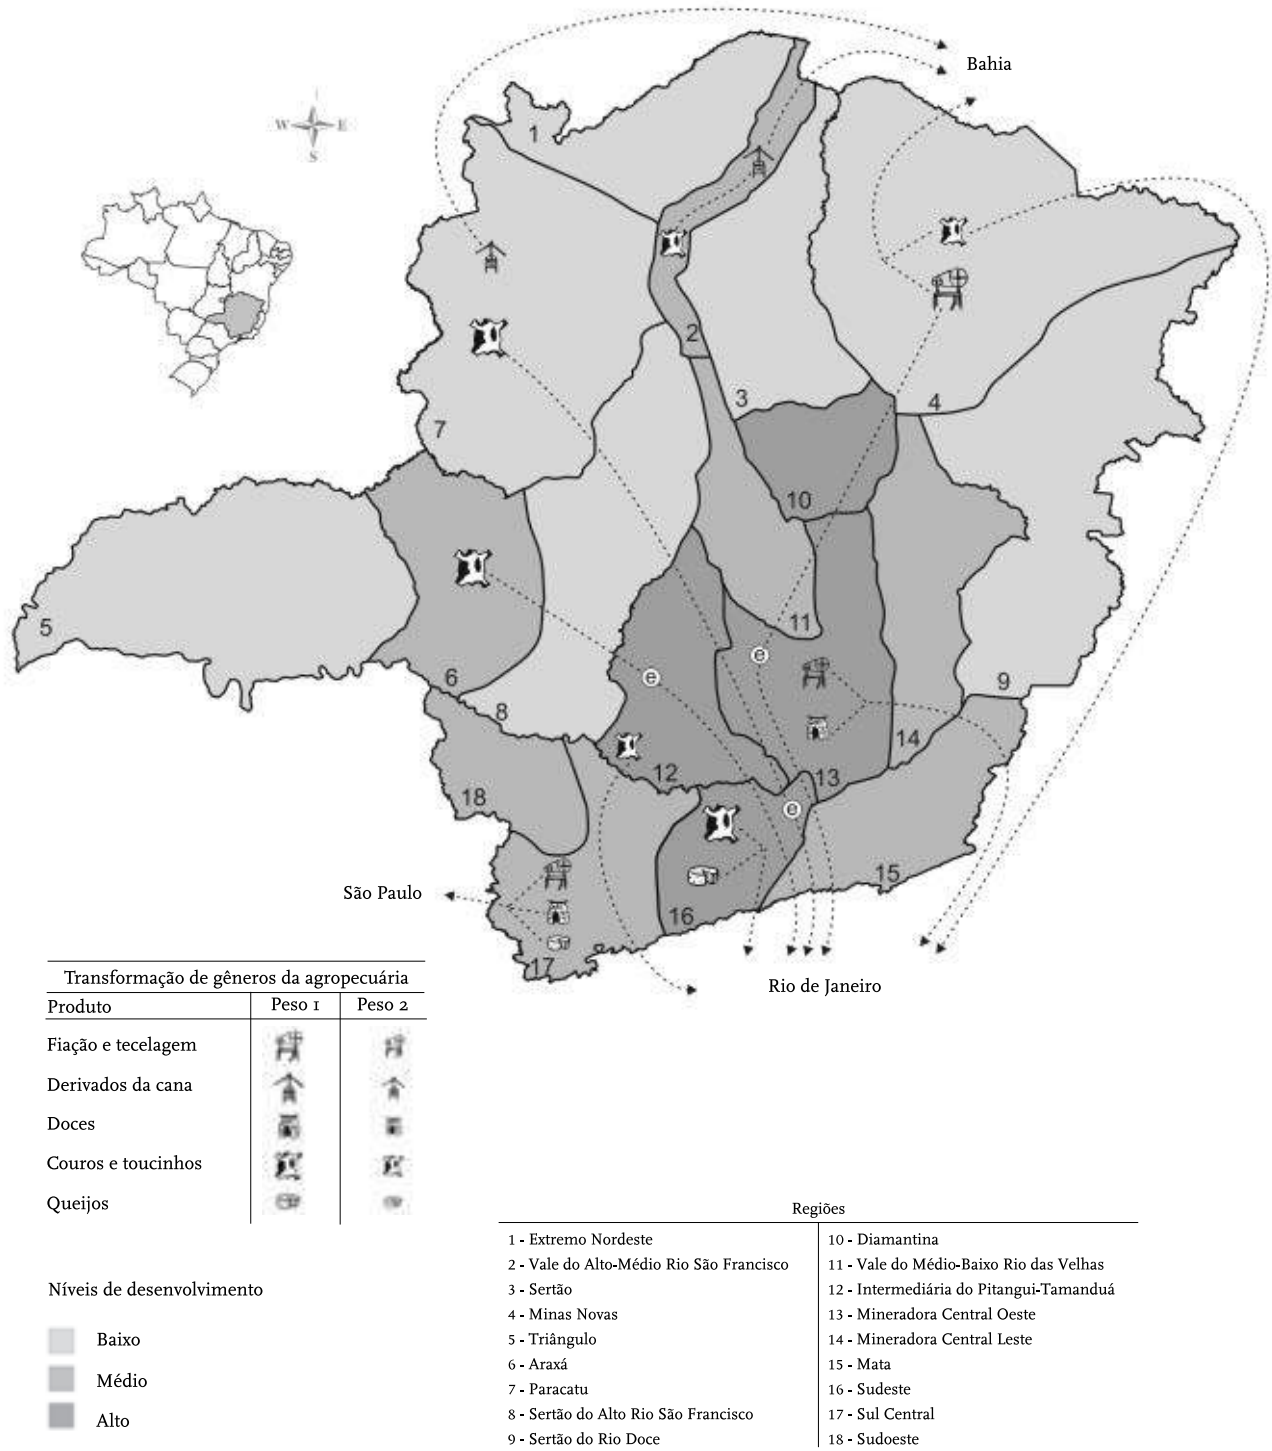 Bahia
W
E
S
1
2
3
4
7
10
5
6
11
9
8
14
12
13
18
e
e
e
15
São Paulo
16
17
Rio de Janeiro
Transformação de gêneros da agropecuária
Produto Peso 1 Peso 2
Fiação e tecelagem
Derivados da cana
Doces
Couros e toucinhos
Queijos
Níveis de desenvolvimento
Baixo
Médio
Alto
Regiões
1 - Extremo Nordeste
2 - Vale do Alto-Médio Rio São Francisco
3 - Sertão
4 - Minas Novas
5 - Triângulo
6 - Araxá
7 - Paracatu
8 - Sertão do Alto Rio São Francisco
9 - Sertão do Rio Doce
10 - Diamantina
11 - Vale do Médio-Baixo Rio das Velhas
12 - Intermediária do Pitangui-Tamanduá
13 - Mineradora Central Oeste
14 - Mineradora Central Leste
15 - Mata
16 - Sudeste
17 - Sul Central
18 - Sudoeste